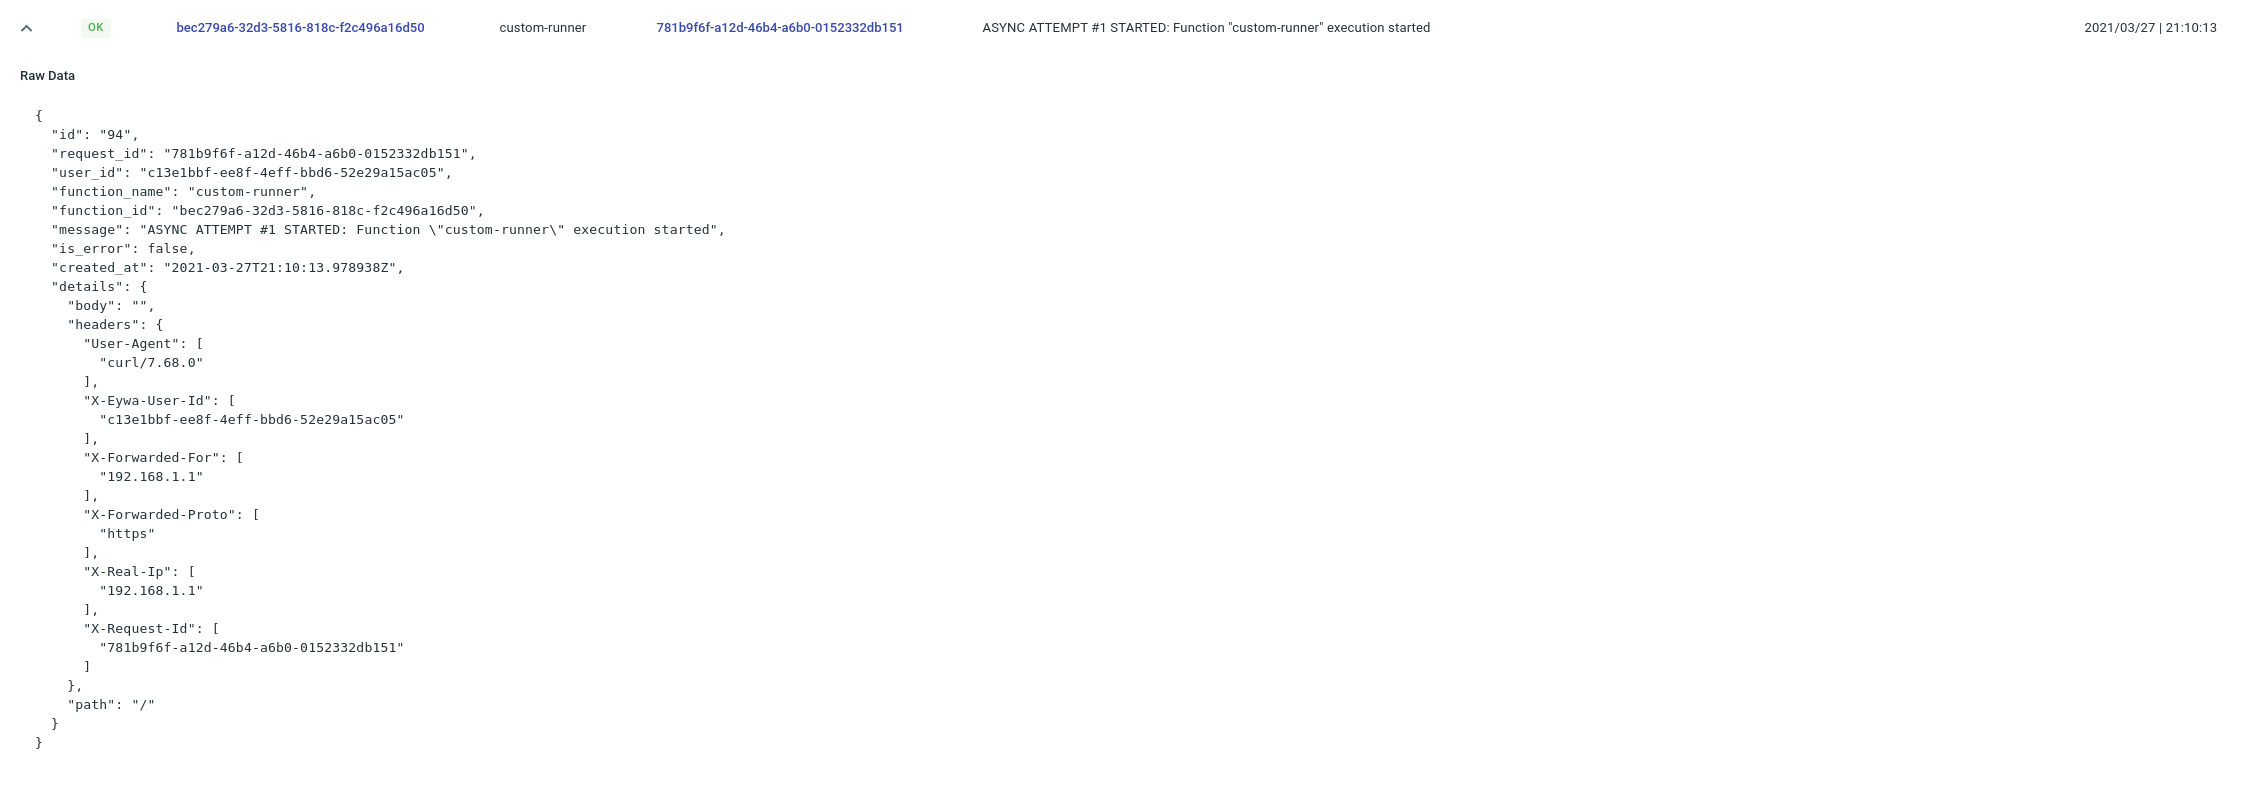 OK bec279a6-32d3-5816-818c-f2c496a16d50 custom-runner 781b9f6f-a12d-46b4-a6b0-0152332db151 ASYNC ATTEMPT #1 STARTED: Function "custom-runner" execution started 2021/03/27 | 21:10:13
Raw Data
{
  "id": "94",
  "request_id": "781b9f6f-a12d-46b4-a6b0-0152332db151",
  "user_id": "c13e1bbf-ee8f-4eff-bbd6-52e29a15ac05",
  "function_name": "custom-runner",
  "function_id": "bec279a6-32d3-5816-818c-f2c496a16d50",
  "message": "ASYNC ATTEMPT #1 STARTED: Function \"custom-runner\" execution started",
  "is_error": false,
  "created_at": "2021-03-27T21:10:13.978938Z",
  "details": {
    "body": "",
    "headers": {
      "User-Agent": [
        "curl/7.68.0"
      ],
      "X-Eywa-User-Id": [
        "c13e1bbf-ee8f-4eff-bbd6-52e29a15ac05"
      ],
      "X-Forwarded-For": [
        "192.168.1.1"
      ],
      "X-Forwarded-Proto": [
        "https"
      ],
      "X-Real-Ip": [
        "192.168.1.1"
      ],
      "X-Request-Id": [
        "781b9f6f-a12d-46b4-a6b0-0152332db151"
      ]
    },
    "path": "/"
  }
}